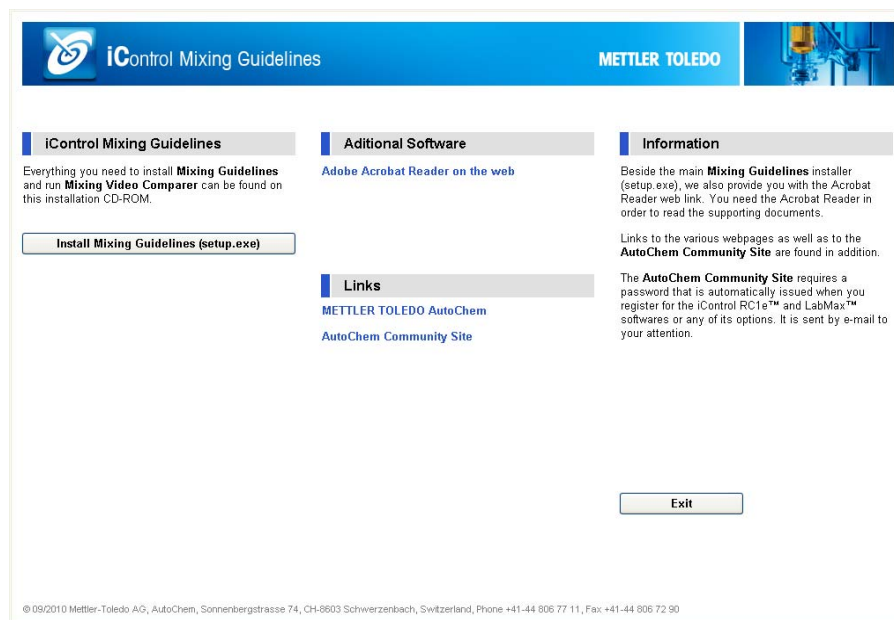 iControl Mixing Guidelines
METTLER TOLEDO
iControl Mixing Guidelines
Everything you need to install Mixing Guidelines
and run Mixing Video Comparer can be found on
this installation CD-ROM.
Install Mixing Guidelines (setup.exe)
Aditional Software
Adobe Acrobat Reader on the web
Links
METTLER TOLEDO AutoChem
AutoChem Community Site
Information
Beside the main Mixing Guidelines installer
(setup.exe), we also provide you with the Acrobat
Reader web link. You need the Acrobat Reader in
order to read the supporting documents.
Links to the various webpages as well as to the
AutoChem Community Site are found in addition.
The AutoChem Community Site requires a
password that is automatically issued when you
register for the iControl RC1e™ and LabMax™
softwares or any of its options. It is sent by e-mail to
your attention.
Exit
© 09/2010 Mettler-Toledo AG, AutoChem, Sonnenbergstrasse 74, CH-8603 Schwerzenbach, Switzerland, Phone +41-44 806 77 11, Fax +41-44 806 72 90